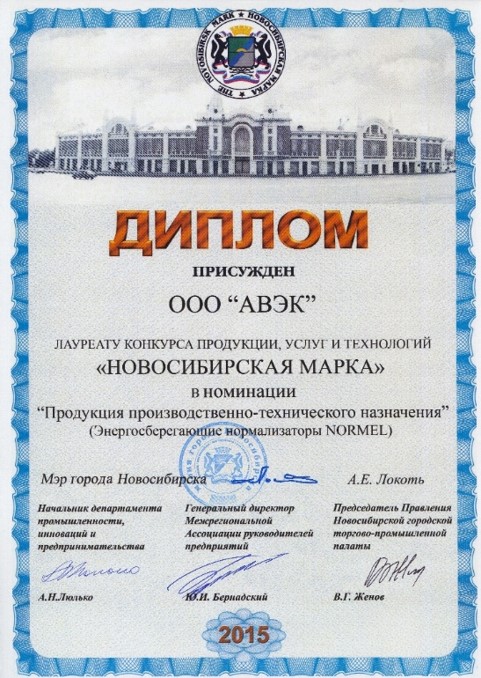 THE NOVOSIBIRSK MARK • НОВОСИБИРСКАЯ МАРКА
2015
ДИПЛОМ
ПРИСУЖДЕН
ООО “АВЭК”
ЛАУРЕАТУ КОНКУРСА ПРОДУКЦИИ, УСЛУГ И ТЕХНОЛОГИЙ
«НОВОСИБИРСКАЯ МАРКА»
в номинации
“Продукция производственно-технического назначения”
(Энергосберегающие нормализаторы NORMEL)
Мэр города Новосибирска
А.Е. Локоть
Начальник департамента
промышленности,
инноваций и
предпринимательства
А.Н.Люлько
Генеральный директор
Межрегиональной
Ассоциации руководителей
предприятий
Ю.И. Бернадский
Председатель Правления
Новосибирской городской
торгово-промышленной
палаты
В.Г. Женов
2015